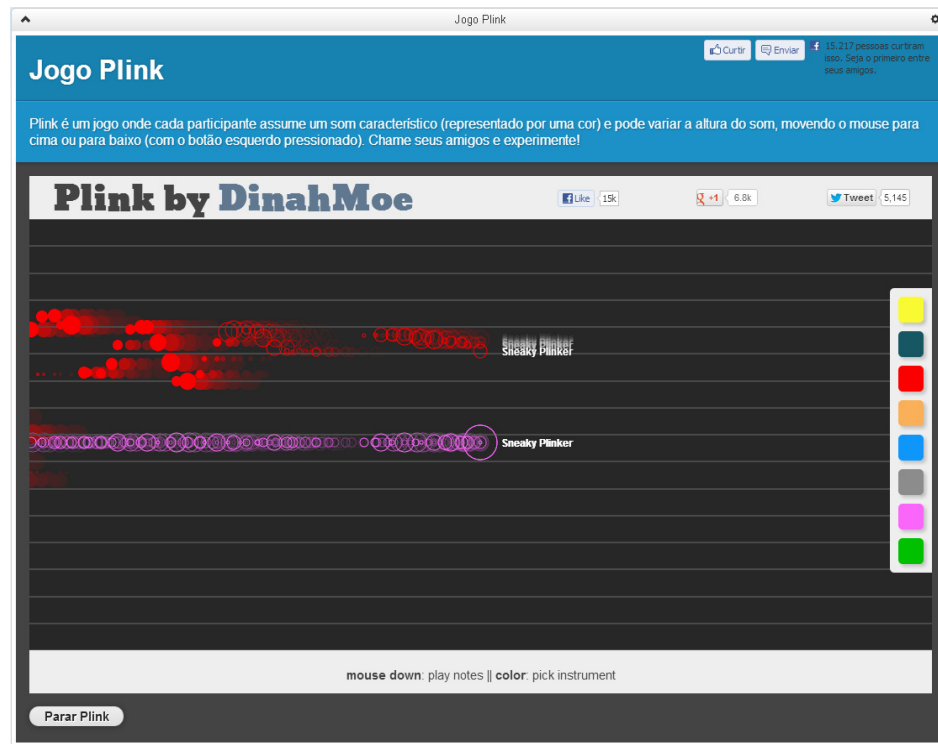 Jogo Plink
Jogo Plink
Curtir
Enviar
15.217 pessoas curtiram
isso. Seja o primeiro entre
seus amigos.
Plink é um jogo onde cada participante assume um som característico (representado por uma cor) e pode variar a altura do som, movendo o mouse para
cima ou para baixo (com o botão esquerdo pressionado). Chame seus amigos e experimente!
Plink by DinahMoe
Like 15k
+1 6.8k
Tweet 5,145
Sneaky Plinker
Sneaky Plinker
mouse down: play notes || color: pick instrument
Parar Plink